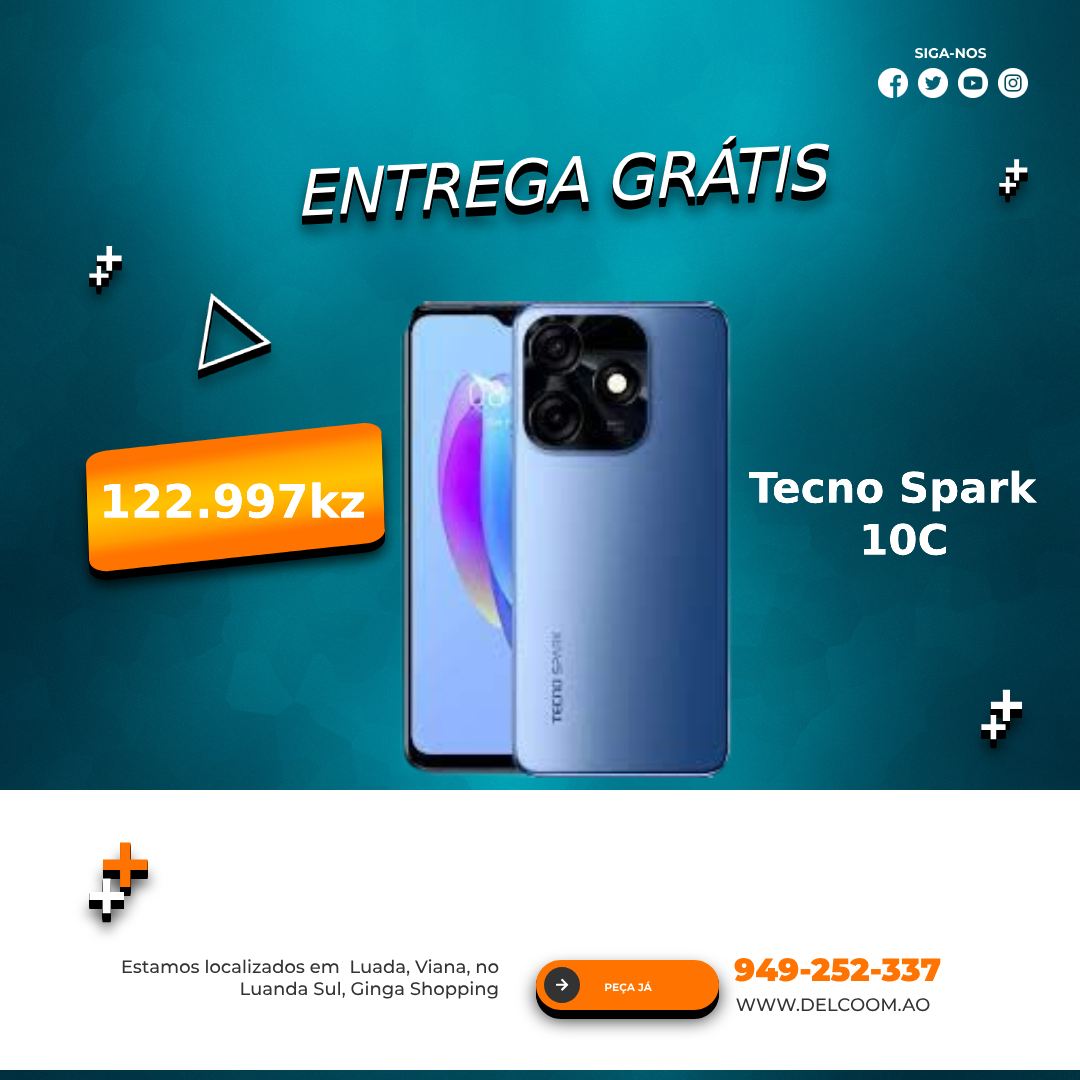 SIGA-NOS
ENTREGA GRÁTIS
122.997kz
Tecno Spark
10C
TECNO SPARK
Estamos localizados em  Luada, Viana, no
Luanda Sul, Ginga Shopping
PEÇA JÁ
949-252-337
WWW.DELCOOM.AO